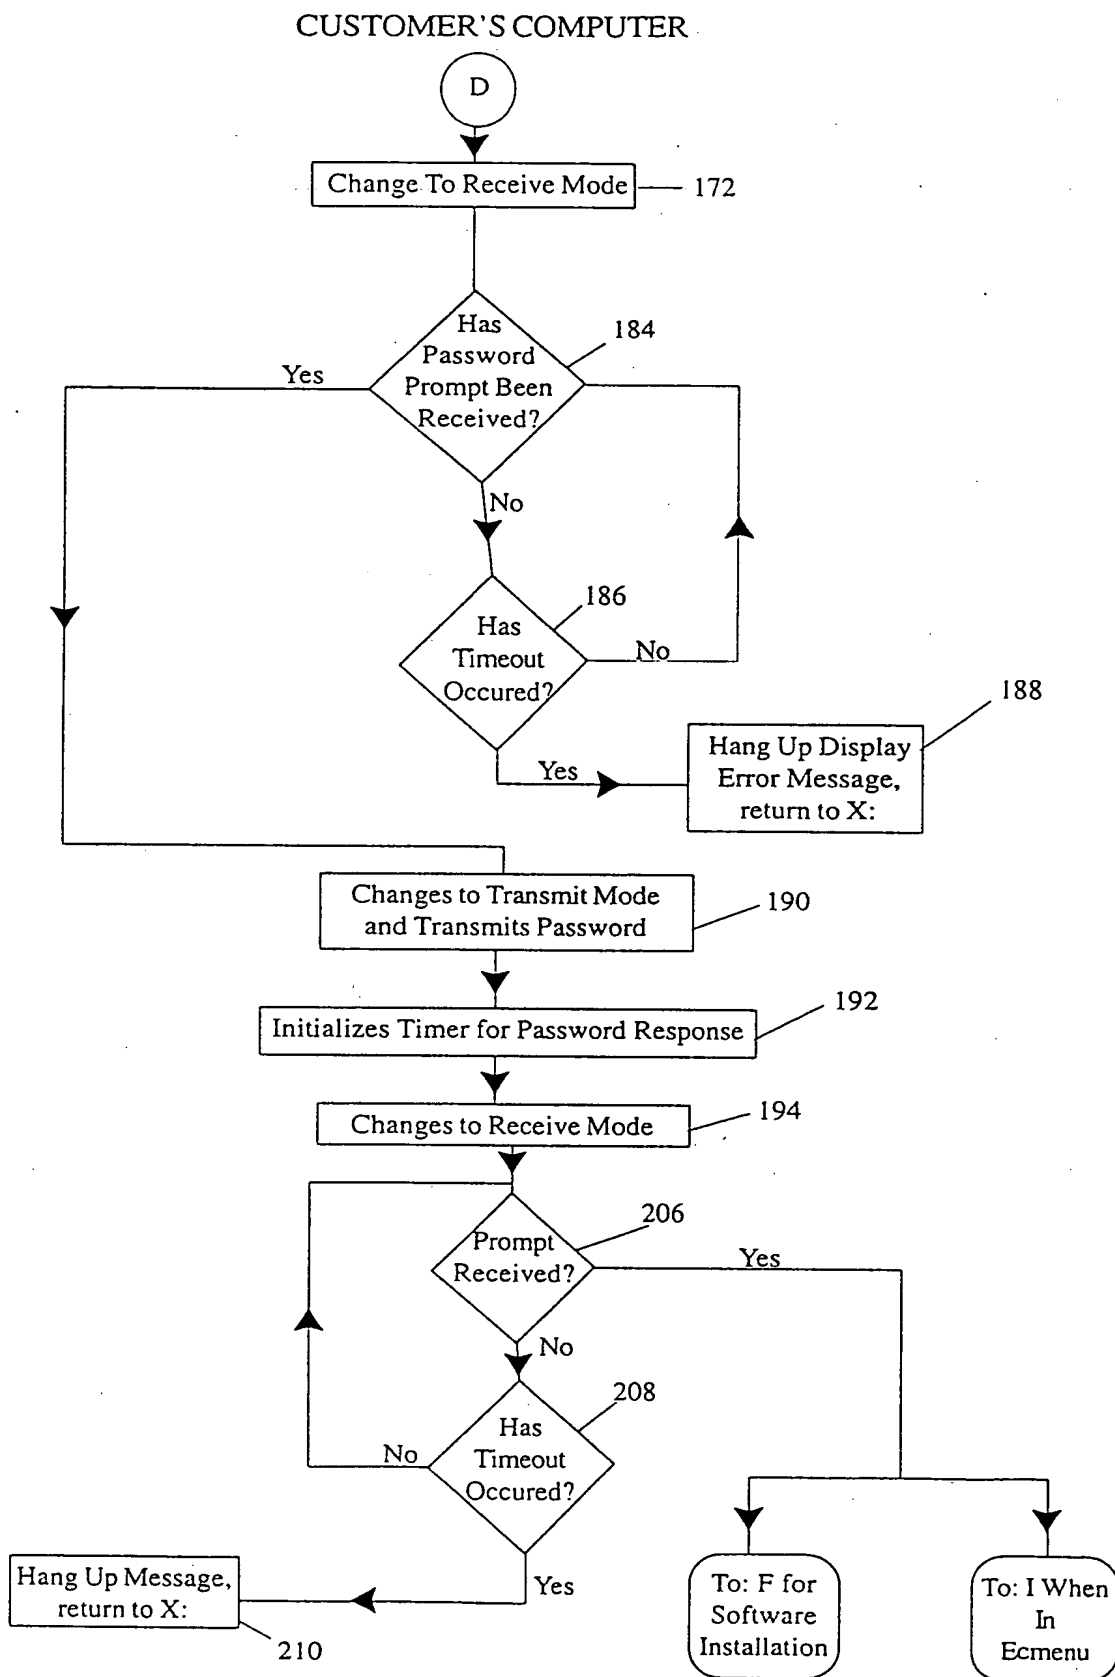 CUSTOMER'S COMPUTER
D
Change To Receive Mode
172
Has
Password
Prompt Been
Received?
184
Yes
No
Has
Timeout
Occured?
186
No
Yes
Hang Up Display
Error Message,
return to X:
188
Changes to Transmit Mode
and Transmits Password
190
Initializes Timer for Password Response
192
Changes to Receive Mode
194
Prompt
Received?
206
Yes
No
Has
Timeout
Occured?
208
No
Yes
Hang Up Message,
return to X:
210
To: F for
Software
Installation
To: I When
In
Ecmenu